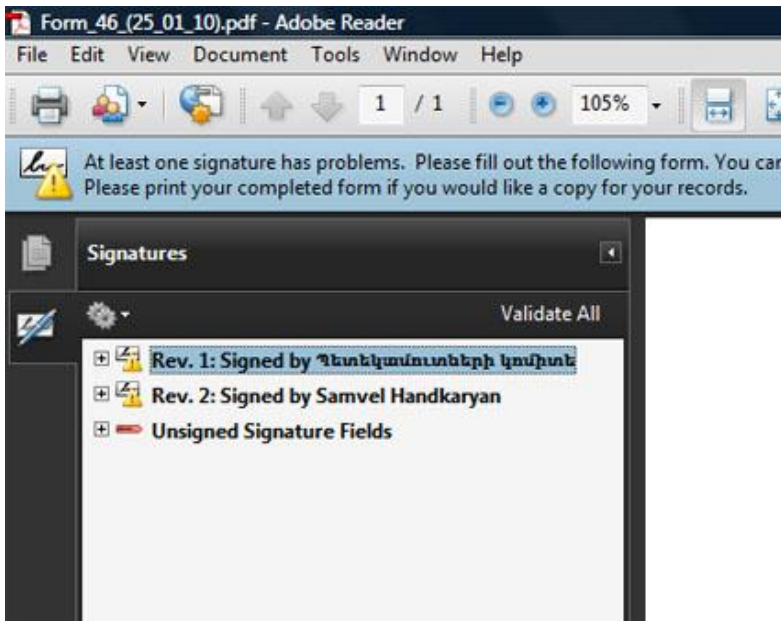 Form_46_(25_01_10).pdf - Adobe Reader
File Edit View Document Tools Window Help
1 / 1 105%
At least one signature has problems. Please fill out the following form. You can
Please print your completed form if you would like a copy for your records.
Signatures
Validate All
Rev. 1: Signed by Պետեկամուտների կոմիտե
Rev. 2: Signed by Samvel Handkaryan
Unsigned Signature Fields